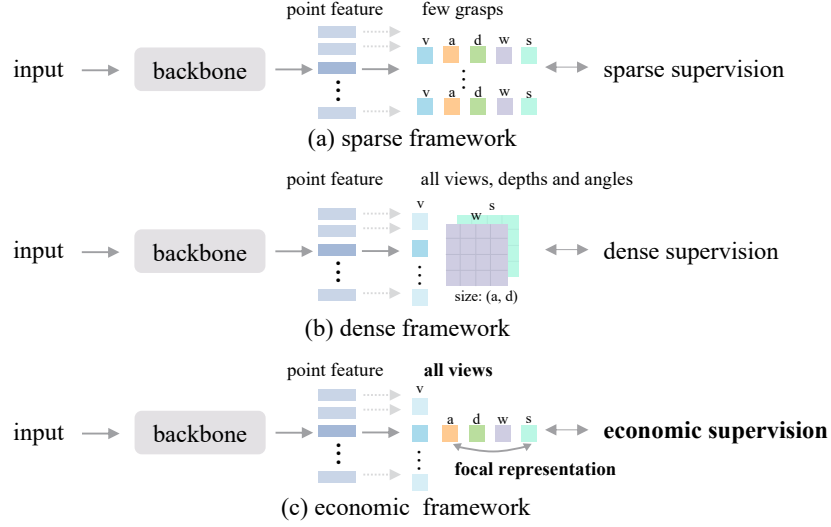 point feature few grasps
v a d w s
input backbone sparse supervision
v a d w s
(a) sparse framework
point feature all views, depths and angles
v s
w
input backbone dense supervision
size: (a, d)
(b) dense framework
point feature all views
v
a d w s
input backbone economic supervision
focal representation
(c) economic framework